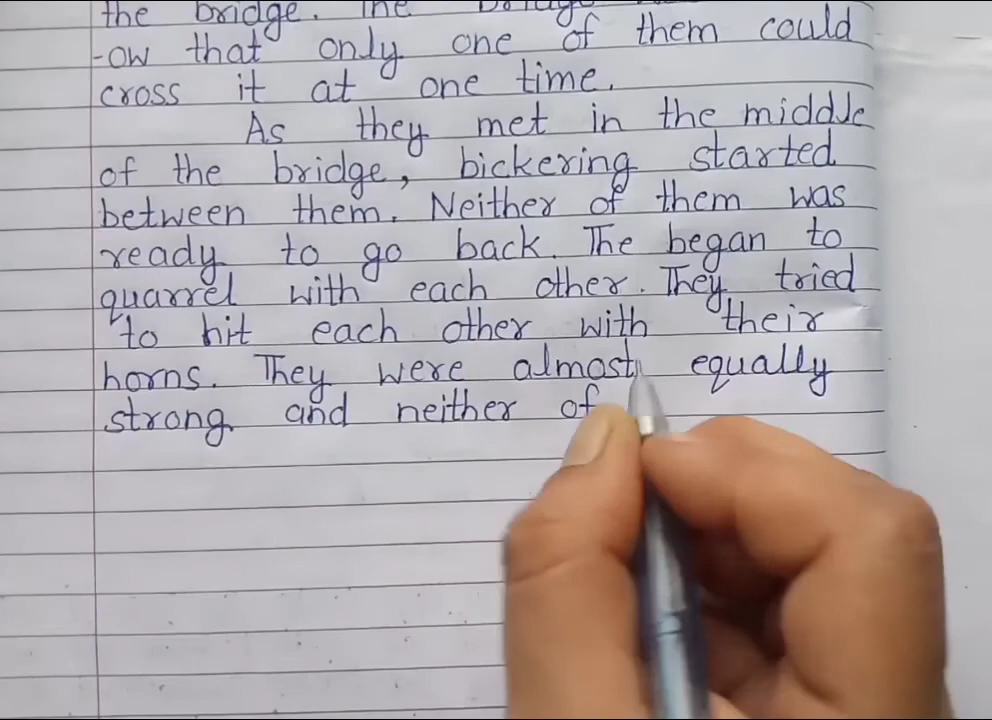 the bridge. The
-ow that only one of them could
cross it at one time.
As they met in the middle
of the bridge, bickering started
between them. Neither of them was
ready to go back. The began to
quarrel with each other. They tried
to hit each other with their
horns. They were almost equally
strong and neither of